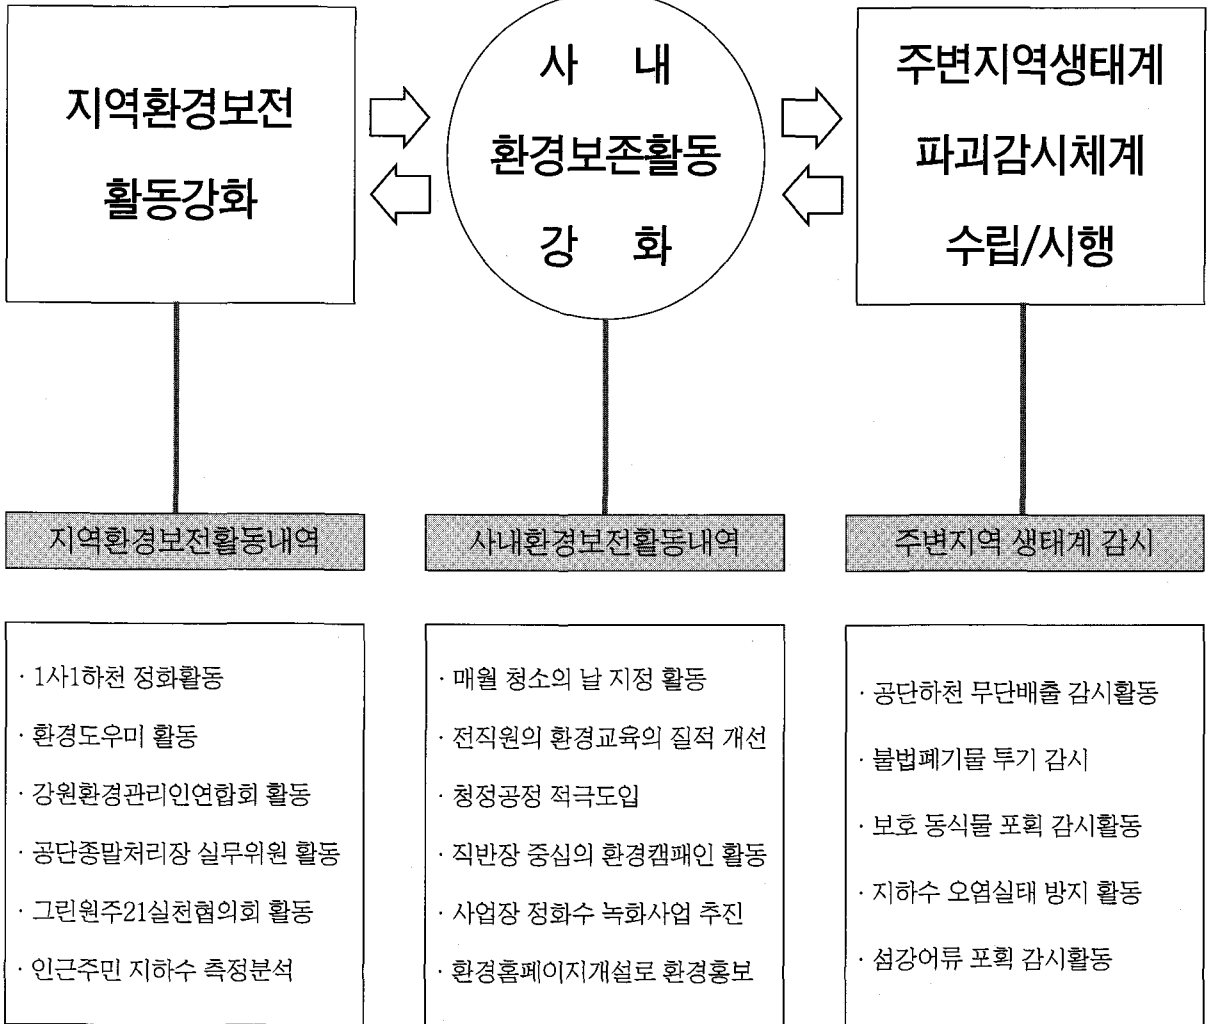 지역환경보전
활동강화
사 내
환경보존활동
강 화
주변지역생태계
파괴감시체계
수립/시행
지역환경보전활동내역
· 1사1하천 정화활동
· 환경도우미 활동
· 강원환경관리인연합회 활동
· 공단종말처리장 실무위원 활동
· 그린원주21실천협의회 활동
· 인근주민 지하수 측정분석
사내환경보전활동내역
· 매월 청소의 날 지정 활동
· 전직원의 환경교육의 질적 개선
· 청정공정 적극도입
· 직반장 중심의 환경캠패인 활동
· 사업장 정화수 녹화사업 추진
· 환경홈페이지개설로 환경홍보
주변지역 생태계 감시
· 공단하천 무단배출 감시활동
· 불법폐기물 투기 감시
· 보호 동식물 포획 감시활동
· 지하수 오염실태 방지 활동
· 섬강어류 포획 감시활동